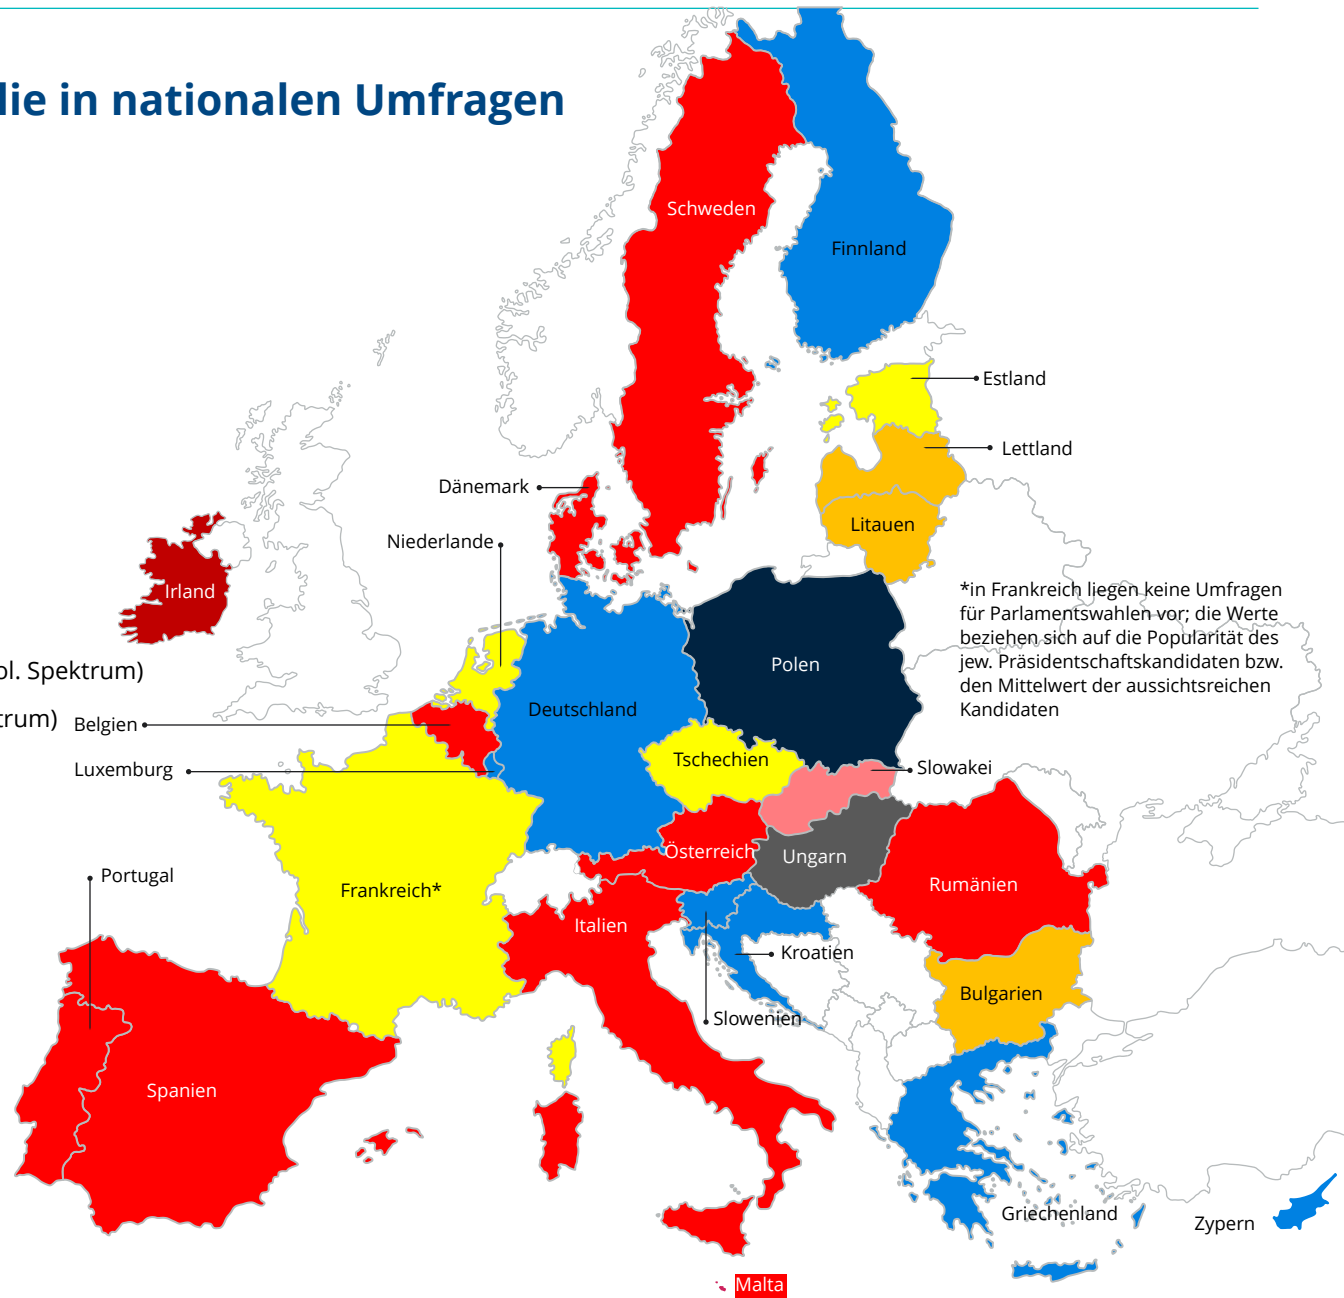 lie in nationalen Umfragen
Schweden
Finnland
Estland
Lettland
Dänemark
Litauen
Niederlande
Irland
*in Frankreich liegen keine Umfragen
für Parlamentswahlen vor; die Werte
beziehen sich auf die Popularität des
jew. Präsidentschaftskandidaten bzw.
den Mittelwert der aussichtsreichen
Kandidaten
Polen
ol. Spektrum)
Deutschland
trum)
Belgien
Tschechien
Luxemburg
Slowakei
Österreich
Ungarn
Portugal
Frankreich*
Rumänien
Italien
Kroatien
Bulgarien
Slowenien
Spanien
Griechenland
Zypern
Malta